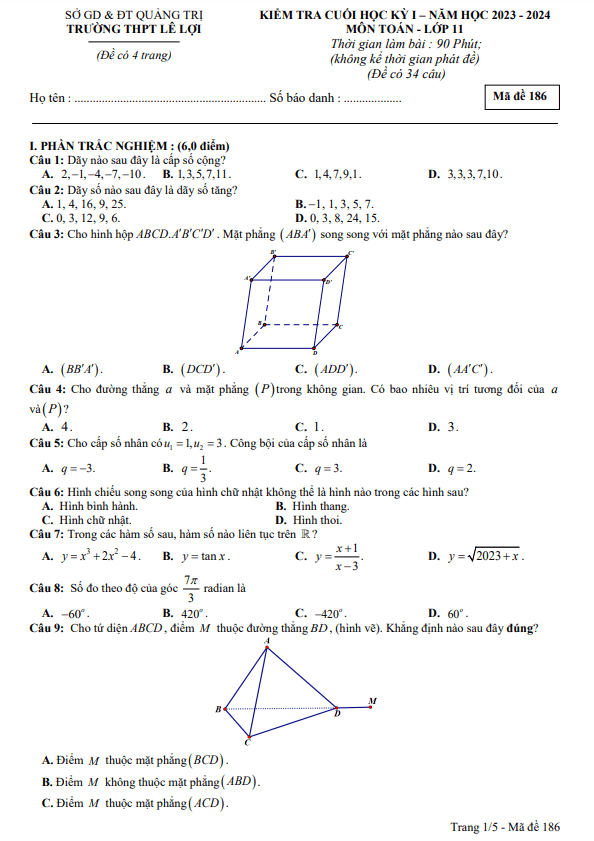 SỞ GD & ĐT QUẢNG TRỊ
TRƯỜNG THPT LÊ LỢI
(Đề có 4 trang)
KIỂM TRA CUỐI HỌC KỲ I – NĂM HỌC 2023 - 2024
MÔN TOÁN - LỚP 11
Thời gian làm bài : 90 Phút;
(không kể thời gian phát đề)
(Đề có 34 câu)
Họ tên : ............................................................... Số báo danh : ...................
Mã đề 186
I. PHẦN TRẮC NGHIỆM : (6,0 điểm)
Câu 1: Dãy nào sau đây là cấp số cộng?
A. 2,−1,−4,−7,−10. B. 1,3,5,7,11. C. 1,4,7,9,1. D. 3,3,3,7,10.
Câu 2: Dãy số nào sau đây là dãy số tăng?
A. 1, 4, 16, 9, 25. B. −1, 1, 3, 5, 7.
C. 0, 3, 12, 9, 6. D. 0, 3, 8, 24, 15.
Câu 3: Cho hình hộp ABCD.A′B′C′D′. Mặt phẳng (ABA′) song song với mặt phẳng nào sau đây?
B' C'
A' D'
B C
A D
A. (BB′A′). B. (DCD′). C. (ADD′). D. (AA′C′).
Câu 4: Cho đường thẳng a và mặt phẳng (P)trong không gian. Có bao nhiêu vị trí tương đối của a
và(P)?
A. 4. B. 2. C. 1. D. 3.
Câu 5: Cho cấp số nhân có u₁ = 1, u₂ = 3. Công bội của cấp số nhân là
A. q = −3. B. q = 1/3. C. q = 3. D. q = 2.
Câu 6: Hình chiếu song song của hình chữ nhật không thể là hình nào trong các hình sau?
A. Hình bình hành. B. Hình thang.
C. Hình chữ nhật. D. Hình thoi.
Câu 7: Trong các hàm số sau, hàm số nào liên tục trên ℝ?
A. y = x³ + 2x² − 4. B. y = tan x. C. y = (x+1)/(x−3). D. y = √(2023 + x).
Câu 8: Số đo theo độ của góc 7π/3 radian là
A. −60°. B. 420°. C. −420°. D. 60°.
Câu 9: Cho tứ diện ABCD, điểm M thuộc đường thẳng BD, (hình vẽ). Khẳng định nào sau đây đúng?
A
B D M
C
A. Điểm M thuộc mặt phẳng(BCD).
B. Điểm M không thuộc mặt phẳng(ABD).
C. Điểm M thuộc mặt phẳng(ACD).
Trang 1/5 - Mã đề 186